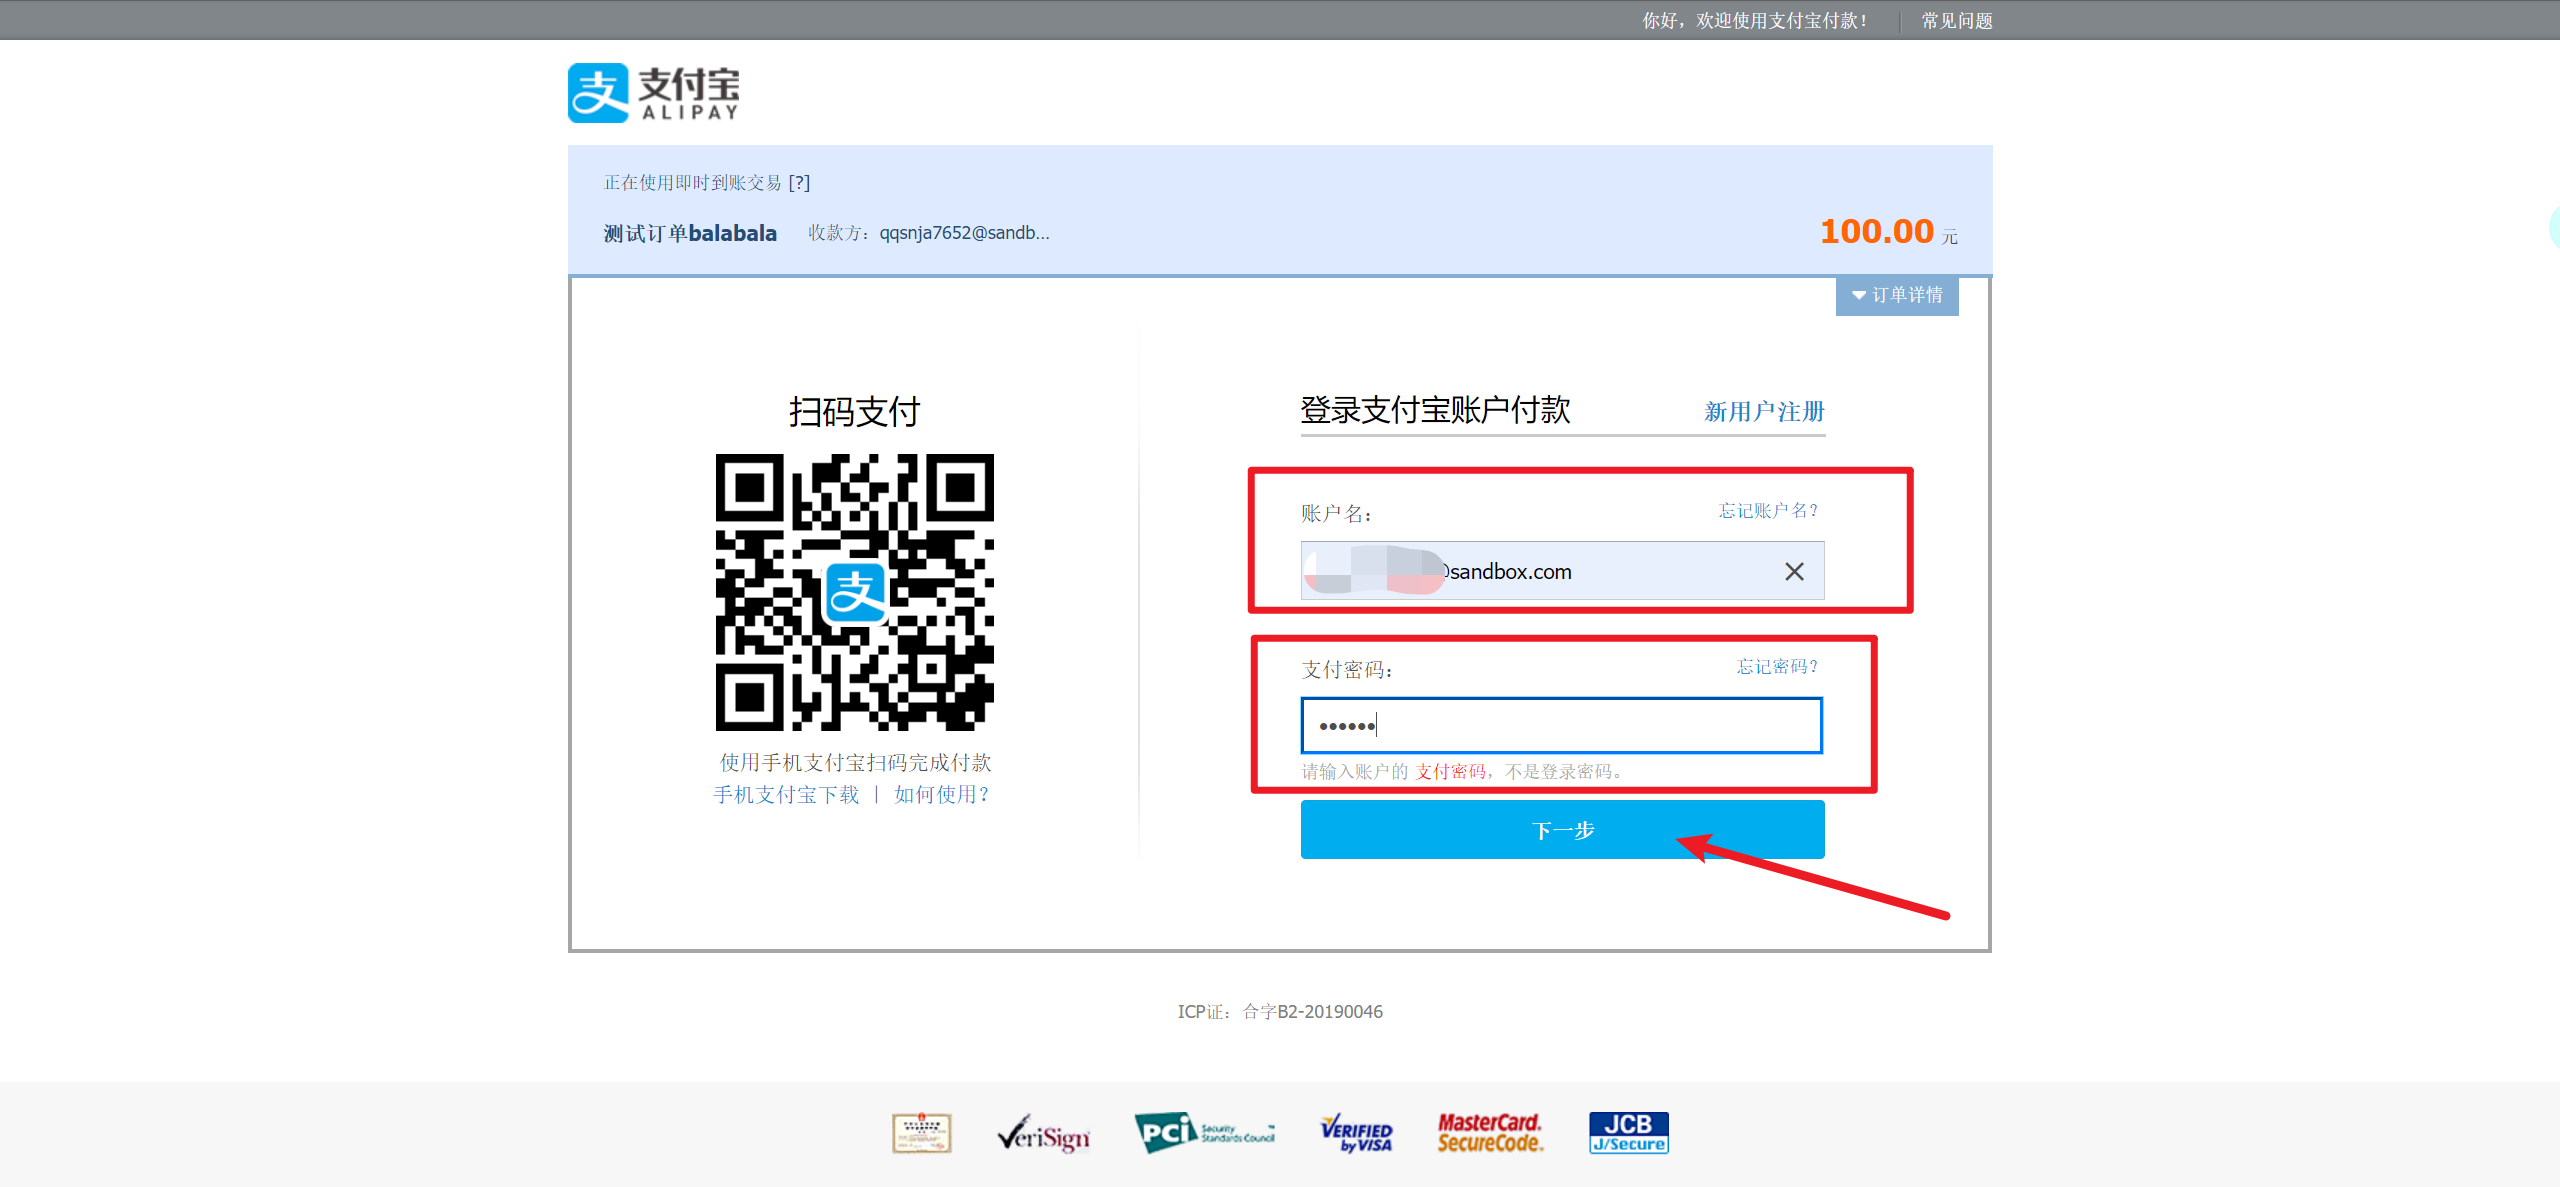 你好，欢迎使用支付宝付款！ 常见问题
支 支付宝
ALIPAY
正在使用即时到账交易 [?]
测试订单balabala 收款方：qqsnja7652@sandb... 100.00 元
订单详情
扫码支付
支
使用手机支付宝扫码完成付款
手机支付宝下载 | 如何使用？
登录支付宝账户付款 新用户注册
账户名： 忘记账户名？
@sandbox.com
支付密码： 忘记密码？
••••••
请输入账户的 支付密码，不是登录密码。
下一步
ICP证：合字B2-20190046
VeriSign
PCi Security Standards Council
VERIFIED by VISA
MasterCard. SecureCode.
JCB J/Secure